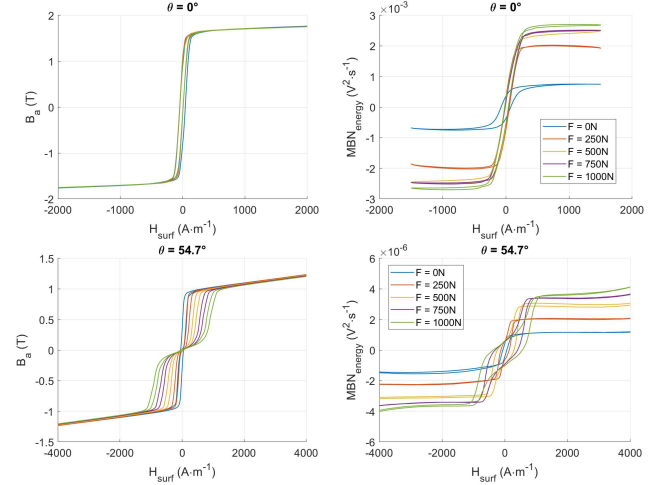 θ = 0°
B_a (T)
2
1
0
-1
-2
-2000 -1000 0 1000 2000
H_surf (A·m⁻¹)
×10⁻³
θ = 0°
MBN_energy (V²·s⁻¹)
3
2
1
0
-1
-2
-3
-2000 -1000 0 1000 2000
H_surf (A·m⁻¹)
F = 0N
F = 250N
F = 500N
F = 750N
F = 1000N
θ = 54.7°
B_a (T)
1.5
1
0.5
0
-0.5
-1
-1.5
-4000 -2000 0 2000 4000
H_surf (A·m⁻¹)
×10⁻⁶
θ = 54.7°
MBN_energy (V²·s⁻¹)
6
4
2
0
-2
-4
-6
-4000 -2000 0 2000 4000
H_surf (A·m⁻¹)
F = 0N
F = 250N
F = 500N
F = 750N
F = 1000N